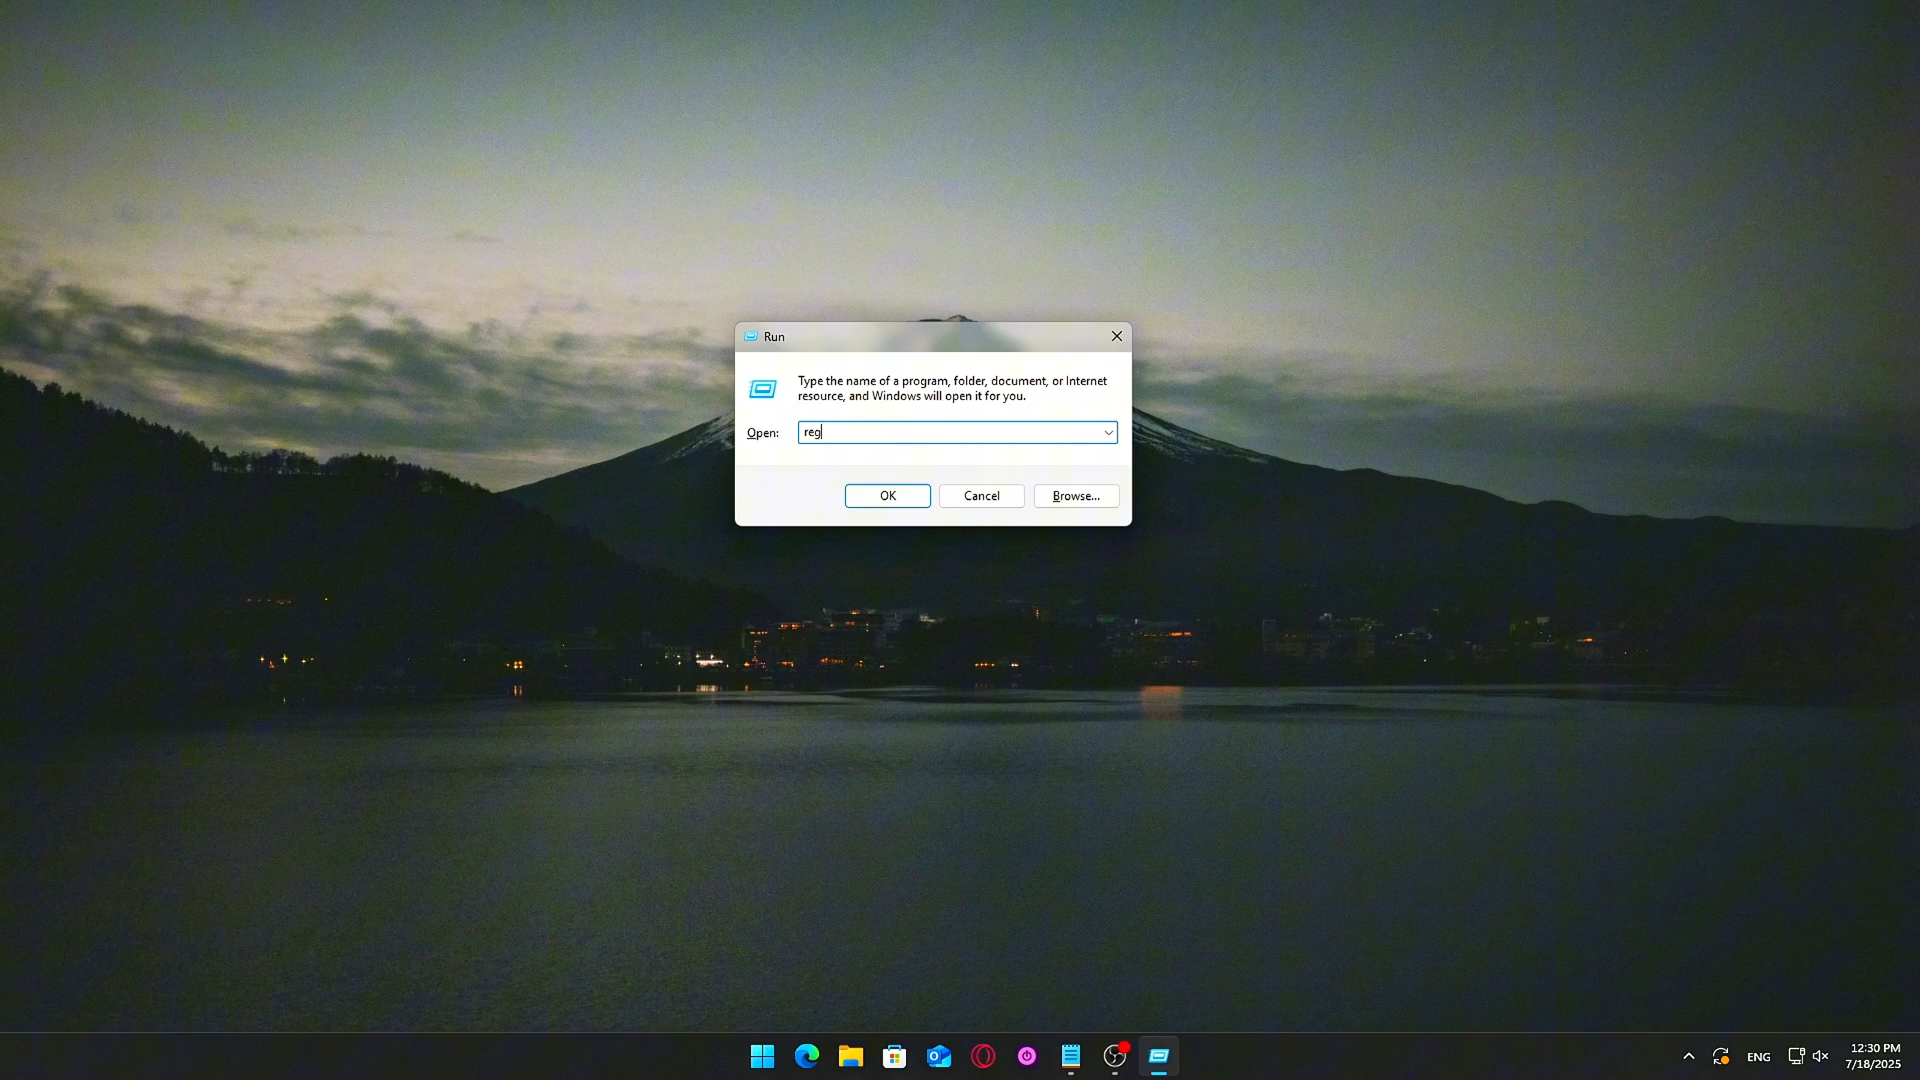 Run
Type the name of a program, folder, document, or Internet
resource, and Windows will open it for you.
Open:
reg
OK
Cancel
Browse...
ENG
12:30 PM
7/18/2025